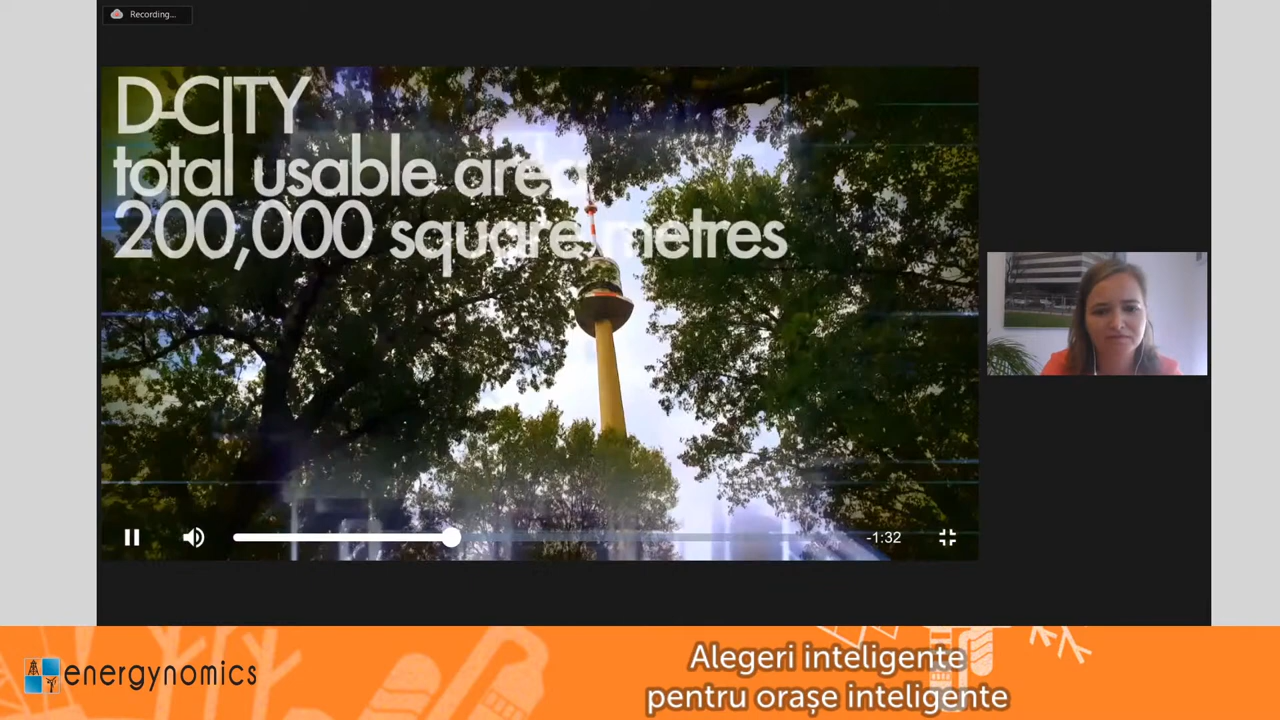 Recording...
D-CITY
total usable area
200,000 square metres
-1:32
energynomics
Alegeri inteligente
pentru orașe inteligente